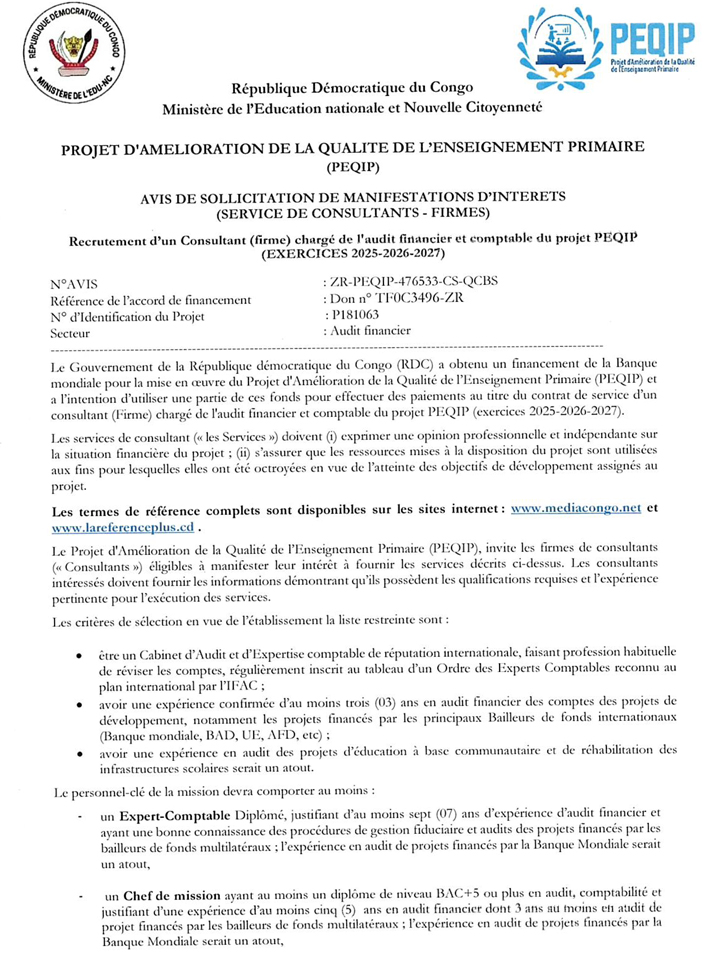 RÉPUBLIQUE DÉMOCRATIQUE DU CONGO
MINISTÈRE DE L'EDU-NC
PEQIP
Projet d'Amélioration de la Qualité
de l'Enseignement Primaire
République Démocratique du Congo
Ministère de l'Education nationale et Nouvelle Citoyenneté
PROJET D'AMELIORATION DE LA QUALITE DE L'ENSEIGNEMENT PRIMAIRE
(PEQIP)
AVIS DE SOLLICITATION DE MANIFESTATIONS D'INTERETS
(SERVICE DE CONSULTANTS - FIRMES)
Recrutement d'un Consultant (firme) chargé de l'audit financier et comptable du projet PEQIP
(EXERCICES 2025-2026-2027)
N°AVIS : ZR-PEQIP-476533-CS-QCBS
Référence de l'accord de financement : Don n° TF0C3496-ZR
N° d'Identification du Projet : P181063
Secteur : Audit financier
Le Gouvernement de la République démocratique du Congo (RDC) a obtenu un financement de la Banque
mondiale pour la mise en œuvre du Projet d'Amélioration de la Qualité de l'Enseignement Primaire (PEQIP) et
a l'intention d'utiliser une partie de ces fonds pour effectuer des paiements au titre du contrat de service d'un
consultant (Firme) chargé de l'audit financier et comptable du projet PEQIP (exercices 2025-2026-2027).
Les services de consultant (« les Services ») doivent (i) exprimer une opinion professionnelle et indépendante sur
la situation financière du projet ; (ii) s'assurer que les ressources mises à la disposition du projet sont utilisées
aux fins pour lesquelles elles ont été octroyées en vue de l'atteinte des objectifs de développement assignés au
projet.
Les termes de référence complets sont disponibles sur les sites internet : www.mediacongo.net et
www.lareferenceplus.cd .
Le Projet d'Amélioration de la Qualité de l'Enseignement Primaire (PEQIP), invite les firmes de consultants
(« Consultants ») éligibles à manifester leur intérêt à fournir les services décrits ci-dessus. Les consultants
intéressés doivent fournir les informations démontrant qu'ils possèdent les qualifications requises et l'expérience
pertinente pour l'exécution des services.
Les critères de sélection en vue de l'établissement la liste restreinte sont :
• être un Cabinet d'Audit et d'Expertise comptable de réputation internationale, faisant profession habituelle
de réviser les comptes, régulièrement inscrit au tableau d'un Ordre des Experts Comptables reconnu au
plan international par l'IFAC ;
• avoir une expérience confirmée d'au moins trois (03) ans en audit financier des comptes des projets de
développement, notamment les projets financés par les principaux Bailleurs de fonds internationaux
(Banque mondiale, BAD, UE, AFD, etc) ;
• avoir une expérience en audit des projets d'éducation à base communautaire et de réhabilitation des
infrastructures scolaires serait un atout.
Le personnel-clé de la mission devra comporter au moins :
- un Expert-Comptable Diplômé, justifiant d'au moins sept (07) ans d'expérience d'audit financier et
ayant une bonne connaissance des procédures de gestion fiduciaire et audits des projets financés par les
bailleurs de fonds multilatéraux ; l'expérience en audit de projets financés par la Banque Mondiale serait
un atout,
- un Chef de mission ayant au moins un diplôme de niveau BAC+5 ou plus en audit, comptabilité et
justifiant d'une expérience d'au moins cinq (5) ans en audit financier dont 3 ans au moins en audit de
projet financés par les bailleurs de fonds multilatéraux ; l'expérience en audit de projets financés par la
Banque Mondiale serait un atout,